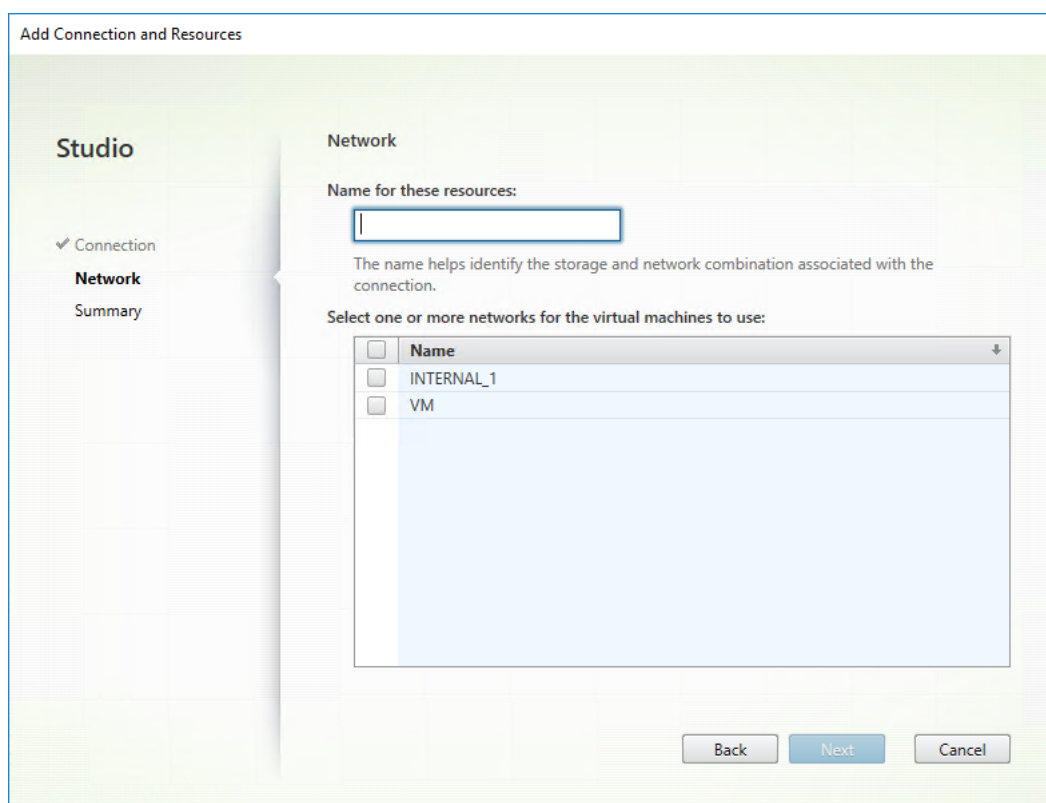 Add Connection and Resources
Studio
Connection
Network
Summary
Network
Name for these resources:
The name helps identify the storage and network combination associated with the
connection.
Select one or more networks for the virtual machines to use:
Name
INTERNAL_1
VM
Back
Next
Cancel